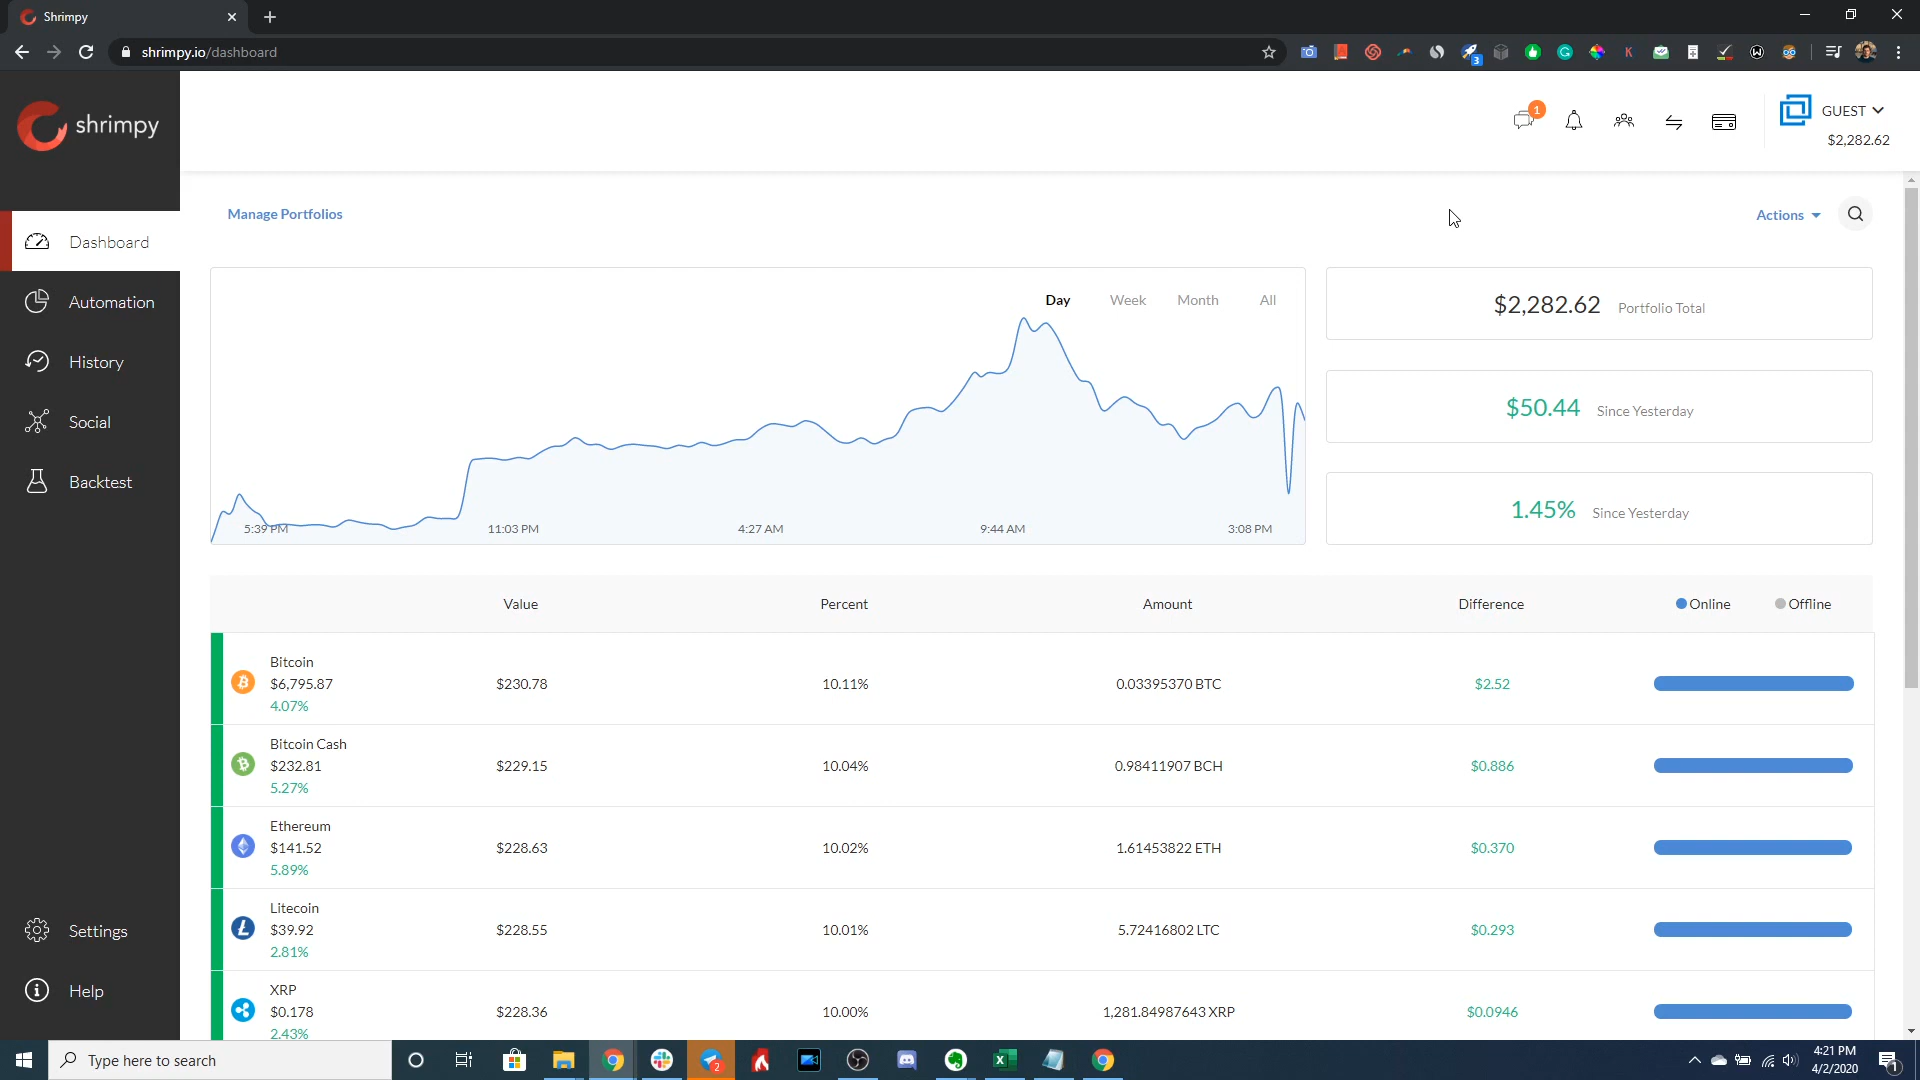 Shrimpy
shrimpy.io/dashboard
3
K
shrimpy
1
GUEST
$2,282.62
Dashboard
Automation
History
Social
Backtest
Settings
Help
Manage Portfolios
Actions
Day Week Month All
5:39 PM 11:03 PM 4:27 AM 9:44 AM 3:08 PM
$2,282.62 Portfolio Total
$50.44 Since Yesterday
1.45% Since Yesterday
Value Percent Amount Difference Online Offline
Bitcoin
$6,795.87 $230.78 10.11% 0.03395370 BTC $2.52
4.07%
Bitcoin Cash
$232.81 $229.15 10.04% 0.98411907 BCH $0.886
5.27%
Ethereum
$141.52 $228.63 10.02% 1.61453822 ETH $0.370
5.89%
Litecoin
$39.92 $228.55 10.01% 5.72416802 LTC $0.293
2.81%
XRP
$0.178 $228.36 10.00% 1,281.84987643 XRP $0.0946
2.43%
Type here to search
2
4:21 PM
4/2/2020
1